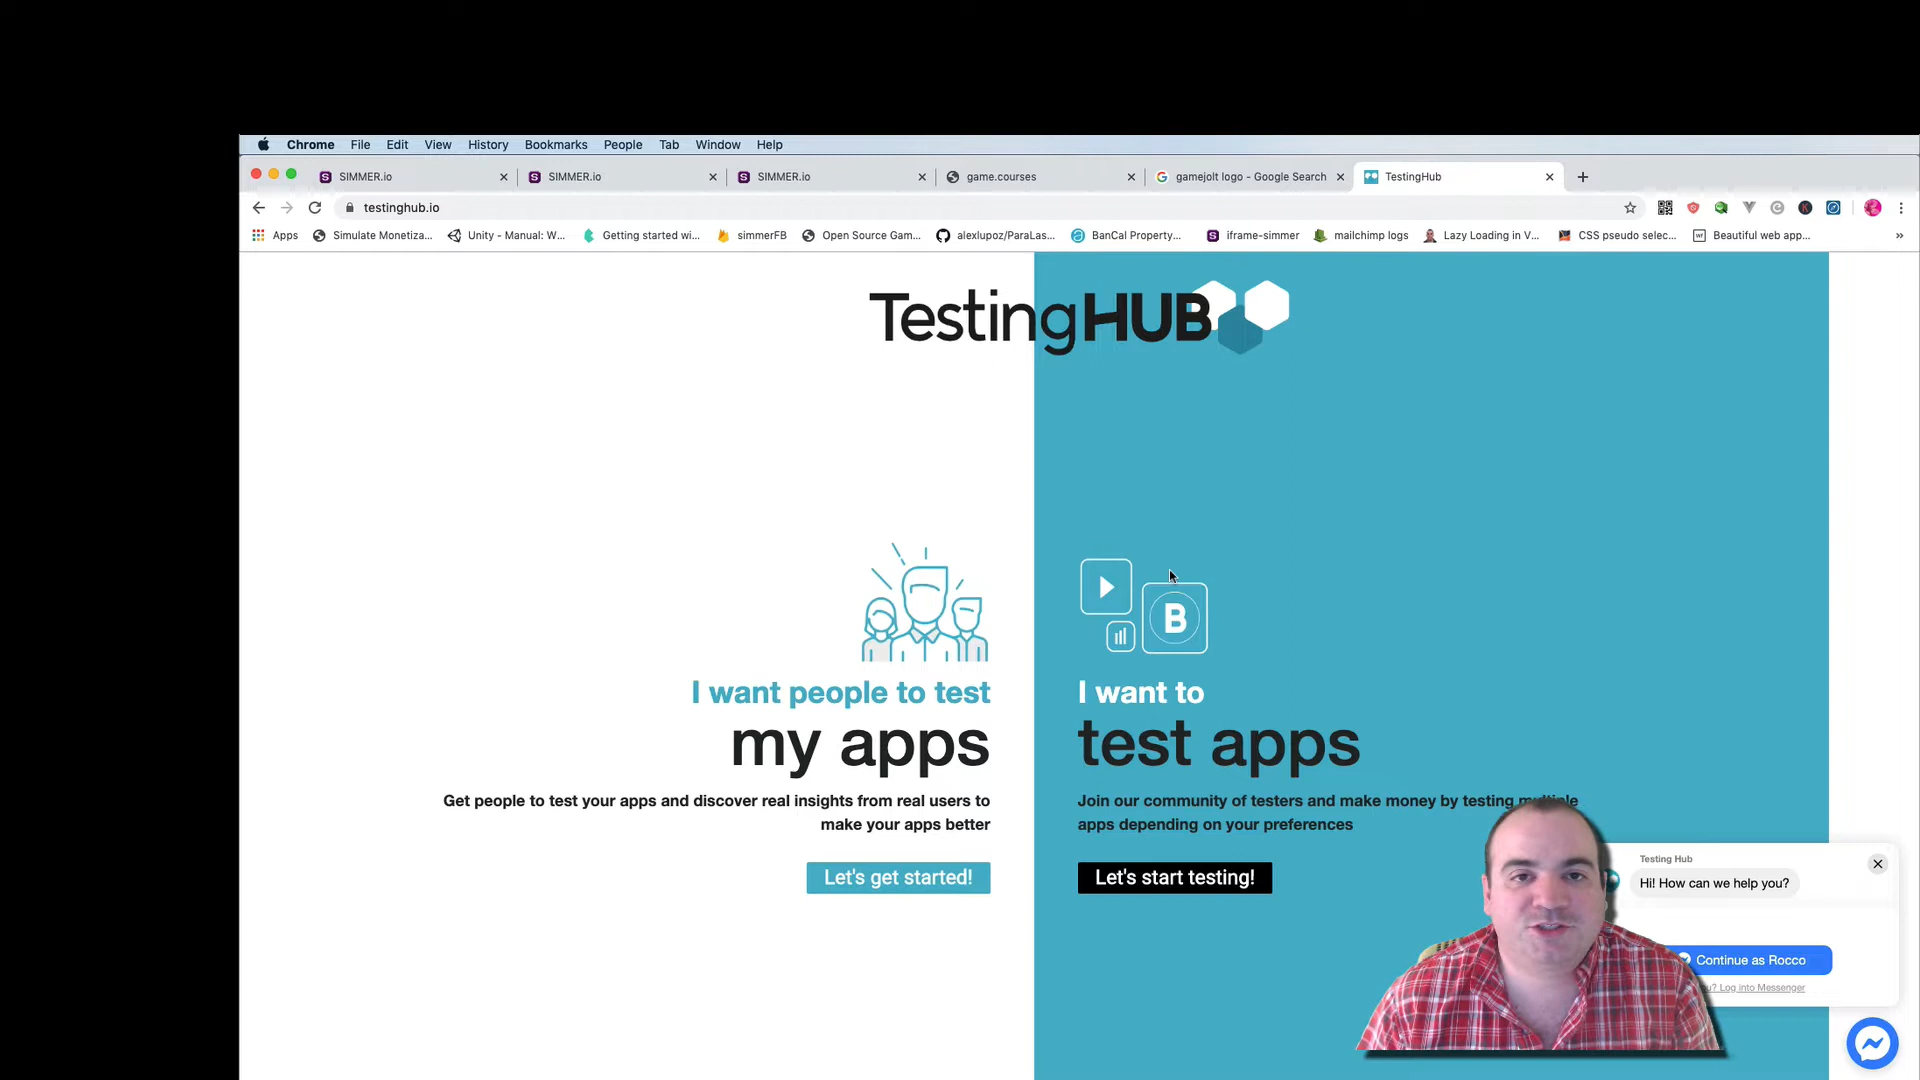 Chrome File Edit View History Bookmarks People Tab Window Help
SIMMER.io SIMMER.io SIMMER.io game.courses gamejolt logo - Google Search TestingHub
testinghub.io
Apps Simulate Monetiza... Unity - Manual: W... Getting started wi... simmerFB Open Source Gam... alexlupoz/ParaLas... BanCal Property... iframe-simmer mailchimp logs Lazy Loading in V... CSS pseudo selec... Beautiful web app... »
TestingHUB
B
I want people to test
my apps
Get people to test your apps and discover real insights from real users to
make your apps better
Let's get started!
I want to
test apps
Join our community of testers and make money by testing multiple
apps depending on your preferences
Let's start testing!
Testing Hub
Hi! How can we help you?
Continue as Rocco
Log into Messenger